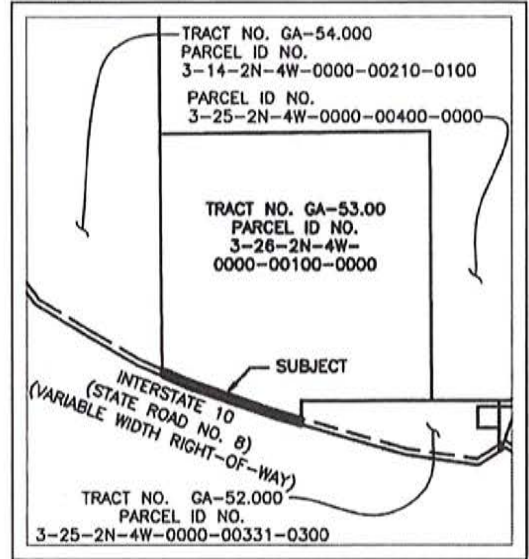 TRACT NO. GA-54.000
PARCEL ID NO.
3-14-2N-4W-0000-00210-0100
PARCEL ID NO.
3-25-2N-4W-0000-00400-0000
TRACT NO. GA-53.00
PARCEL ID NO.
3-26-2N-4W-
0000-00100-0000
SUBJECT
INTERSTATE 10
(STATE ROAD NO. 8)
(VARIABLE WIDTH RIGHT-OF-WAY)
TRACT NO. GA-52.000
PARCEL ID NO.
3-25-2N-4W-0000-00331-0300